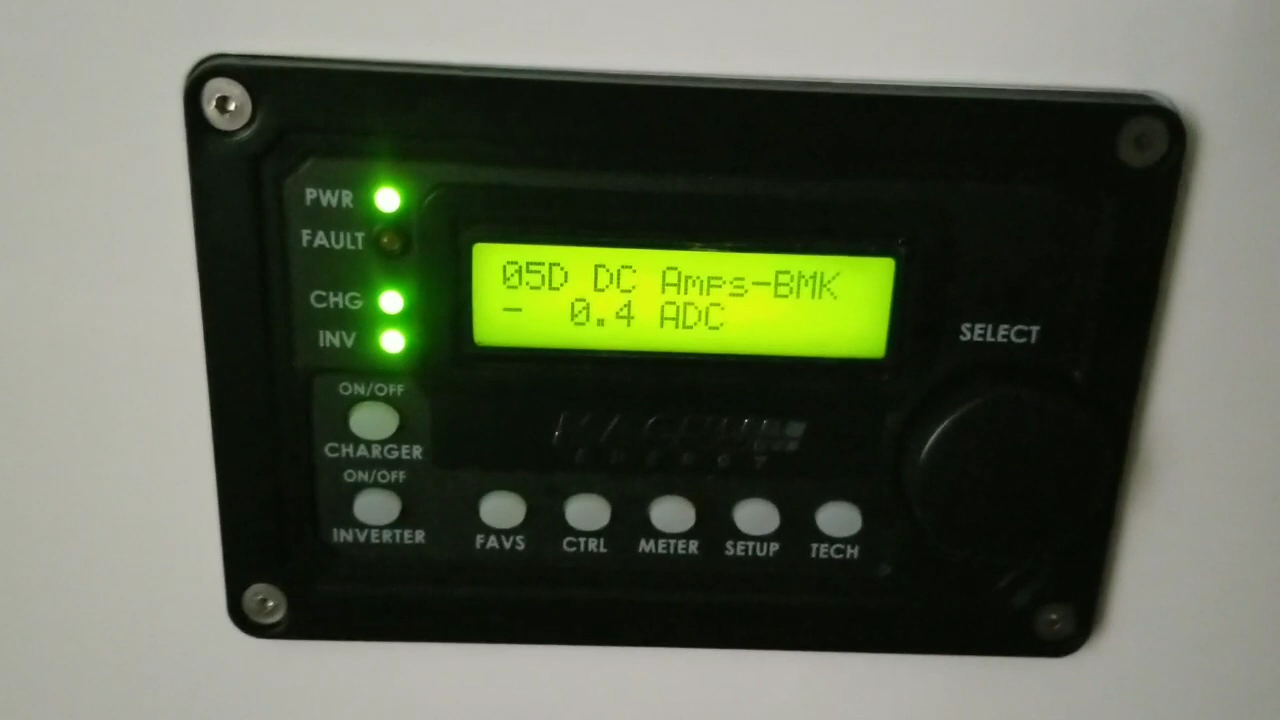 PWR
FAULT
CHG
INV
ON/OFF
CHARGER
ON/OFF
INVERTER
05D DC Amps-BMK
- 0.4 ADC
SELECT
FAVS
CTRL
METER
SETUP
TECH